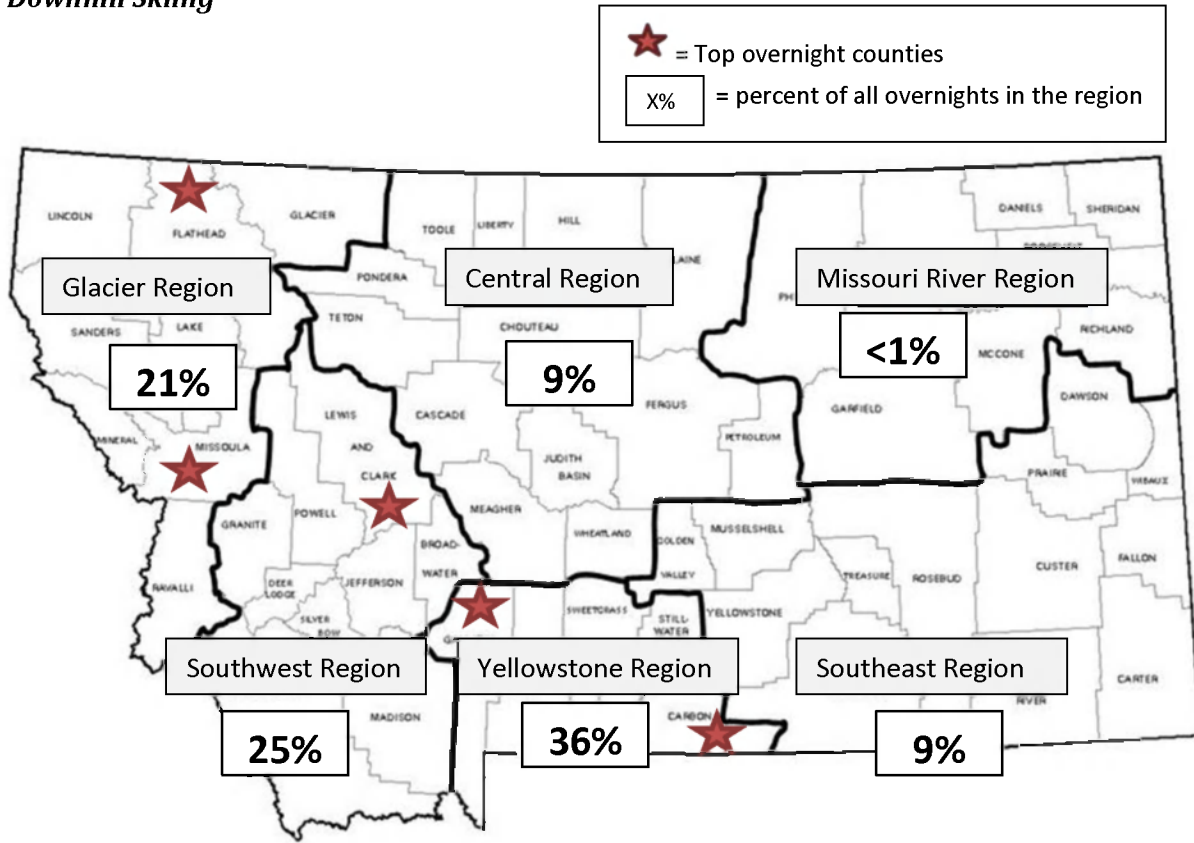 Downhill Skiing
= Top overnight counties
X%
= percent of all overnights in the region
LINCOLN
FLATHEAD
GLACIER
TOOLE
LIBERTY
HILL
DANIELS
SHERIDAN
Glacier Region
PONDERA
Central Region
Missouri River Region
SANDERS
LAKE
TETON
CHOUTEAU
RICHLAND
21%
9%
<1%
MCCONE
LEWIS
AND
CLARK
CASCADE
FERGUS
PETROLEUM
GARFIELD
DAWSON
MINERAL
MISSOULA
JUDITH
BASIN
PRAIRIE
WIBAUX
GRANITE
POWELL
MEAGHER
WHEATLAND
GOLDEN
VALLEY
MUSSELSHELL
BROAD-
WATER
RAVALLI
DEER
LODGE
JEFFERSON
SILVER
BOW
SWEETGRASS
STILL-
WATER
YELLOWSTONE
TREASURE
ROSEBUD
CUSTER
FALLON
Southwest Region
Yellowstone Region
Southeast Region
RIVER
CARTER
MADISON
CARBON
25%
36%
9%